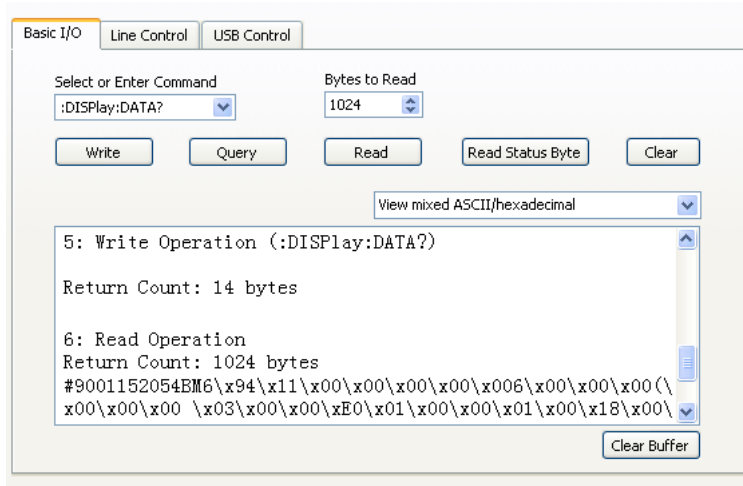 Basic I/O Line Control USB Control
Select or Enter Command Bytes to Read
:DISPlay:DATA? 1024
Write Query Read Read Status Byte Clear
View mixed ASCII/hexadecimal
5: Write Operation (:DISPlay:DATA?)
Return Count: 14 bytes
6: Read Operation
Return Count: 1024 bytes
#9001152054BM6\x94\x11\x00\x00\x00\x00\x006\x00\x00\x00(\
x00\x00\x00 \x03\x00\x00\xE0\x01\x00\x00\x01\x00\x18\x00\
Clear Buffer